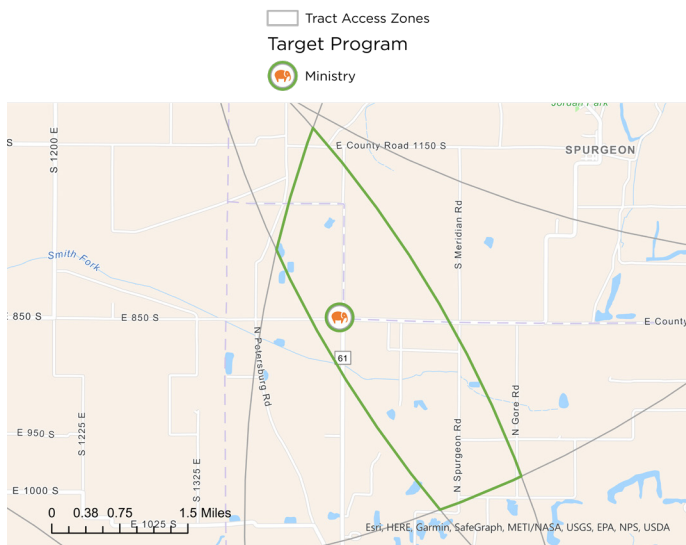 Tract Access Zones
Target Program
Ministry
Jordan Park
S
S 1200 E
E County Road 1150 S
SPURGEON
S Meridian Rd
Smith Fork
E 850 S
E 850 S
E County
N Petersburg Rd
61
N Gore Rd
S 1225 E
E 950 S
N Spurgeon Rd
S 1325 E
E 1000 S
0 0.38 0.75 1.5 Miles
E 1025 S
Esri, HERE, Garmin, SafeGraph, METI/NASA, USGS, EPA, NPS, USDA